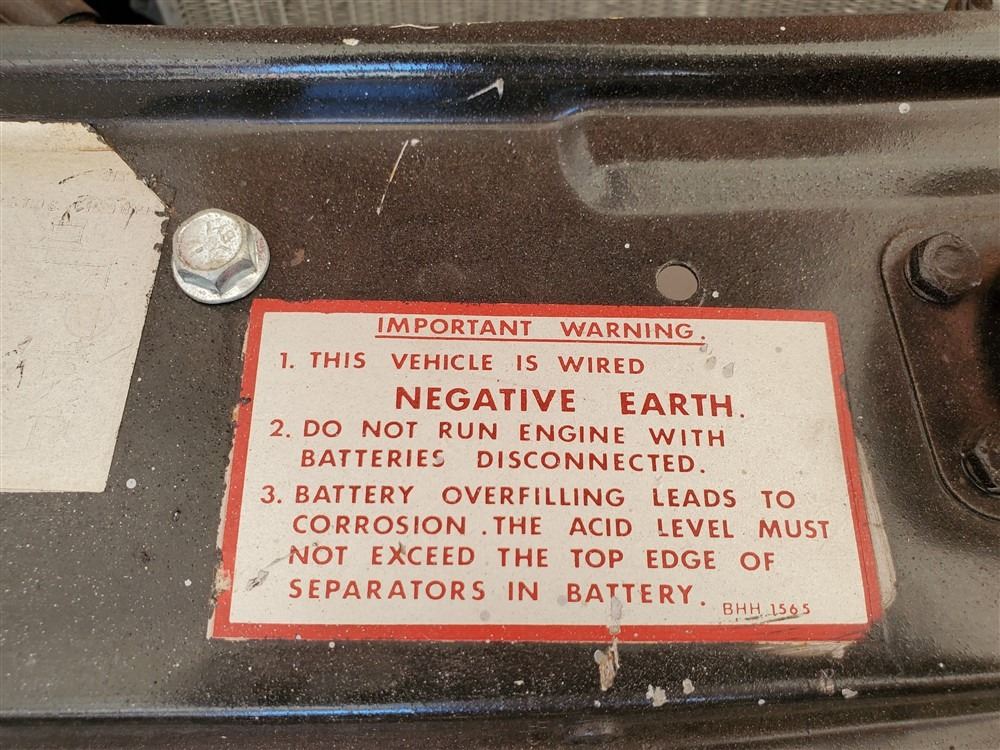 IMPORTANT WARNING.
1. THIS VEHICLE IS WIRED
NEGATIVE EARTH.
2. DO NOT RUN ENGINE WITH
BATTERIES DISCONNECTED.
3. BATTERY OVERFILLING LEADS TO
CORROSION . THE ACID LEVEL MUST
NOT EXCEED THE TOP EDGE OF
SEPARATORS IN BATTERY.
BHH 1565